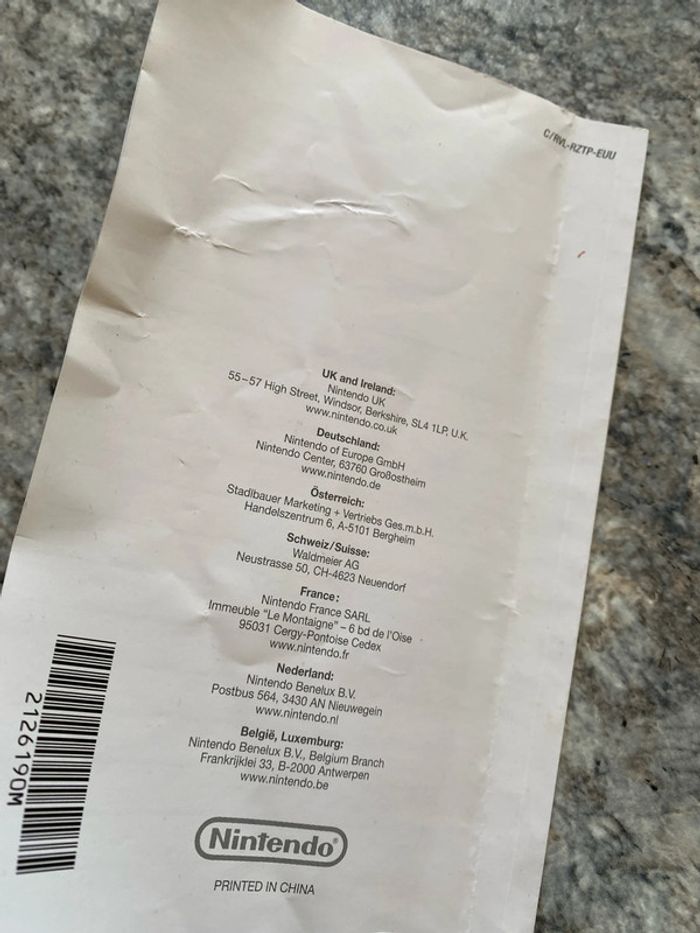 C/RVL-RZTP-EUU
UK and Ireland:
Nintendo UK
55–57 High Street, Windsor, Berkshire, SL4 1LP, U.K.
www.nintendo.co.uk
Deutschland:
Nintendo of Europe GmbH
Nintendo Center, 63760 Großostheim
www.nintendo.de
Österreich:
Stadlbauer Marketing + Vertriebs Ges.m.b.H.
Handelszentrum 6, A-5101 Bergheim
Schweiz/Suisse:
Waldmeier AG
Neustrasse 50, CH-4623 Neuendorf
France:
Nintendo France SARL
Immeuble "Le Montaigne" – 6 bd de l'Oise
95031 Cergy-Pontoise Cedex
www.nintendo.fr
Nederland:
Nintendo Benelux B.V.
Postbus 564, 3430 AN Nieuwegein
www.nintendo.nl
België, Luxemburg:
Nintendo Benelux B.V., Belgium Branch
Frankrijklei 33, B-2000 Antwerpen
www.nintendo.be
2126190M
Nintendo®
PRINTED IN CHINA